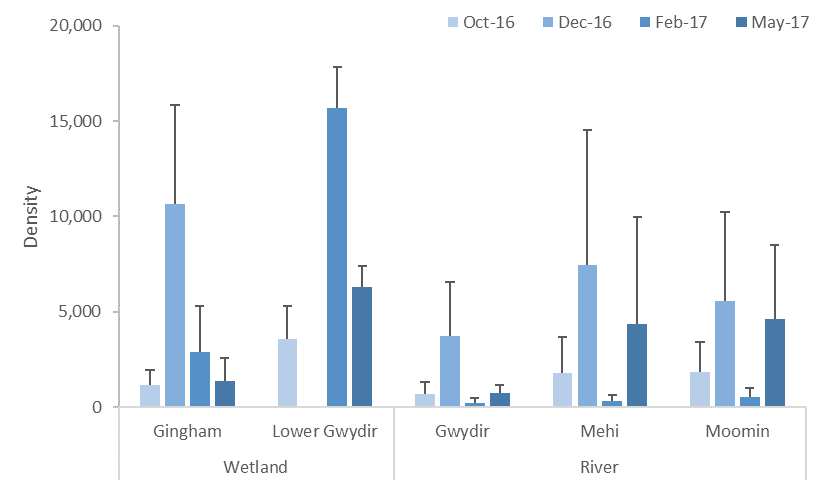 20,000
Oct-16 Dec-16 Feb-17 May-17
15,000
10,000
5,000
0
Density
Gingham Lower Gwydir Gwydir Mehi Moomin
Wetland River